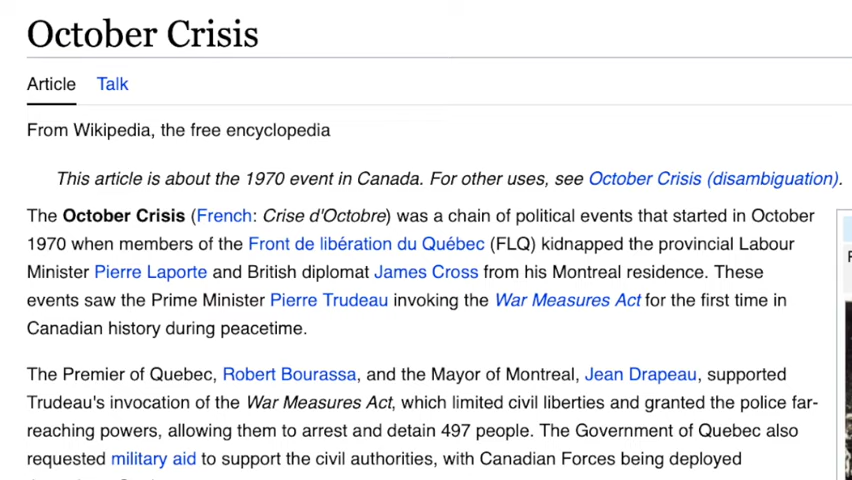 October Crisis
Article Talk
From Wikipedia, the free encyclopedia
This article is about the 1970 event in Canada. For other uses, see October Crisis (disambiguation).
The October Crisis (French: Crise d'Octobre) was a chain of political events that started in October
1970 when members of the Front de libération du Québec (FLQ) kidnapped the provincial Labour
Minister Pierre Laporte and British diplomat James Cross from his Montreal residence. These
events saw the Prime Minister Pierre Trudeau invoking the War Measures Act for the first time in
Canadian history during peacetime.
The Premier of Quebec, Robert Bourassa, and the Mayor of Montreal, Jean Drapeau, supported
Trudeau's invocation of the War Measures Act, which limited civil liberties and granted the police far-
reaching powers, allowing them to arrest and detain 497 people. The Government of Quebec also
requested military aid to support the civil authorities, with Canadian Forces being deployed